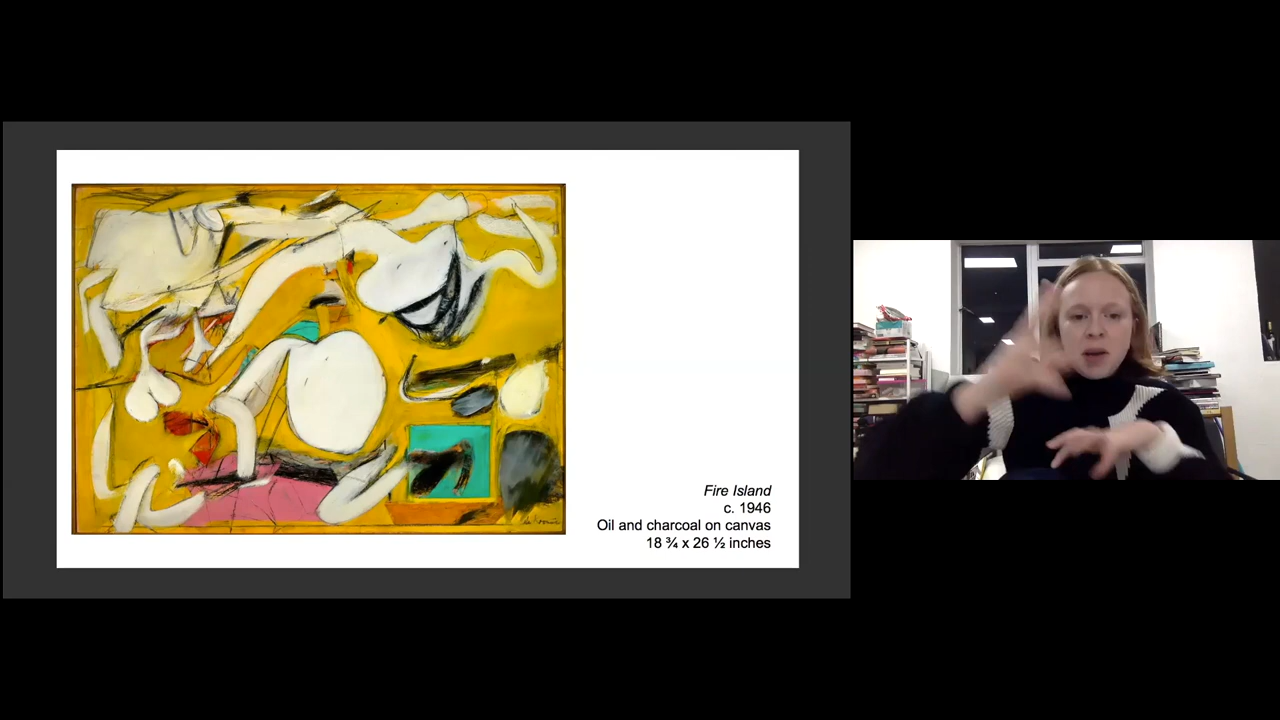 Fire Island
c. 1946
Oil and charcoal on canvas
18 ¾ x 26 ½ inches